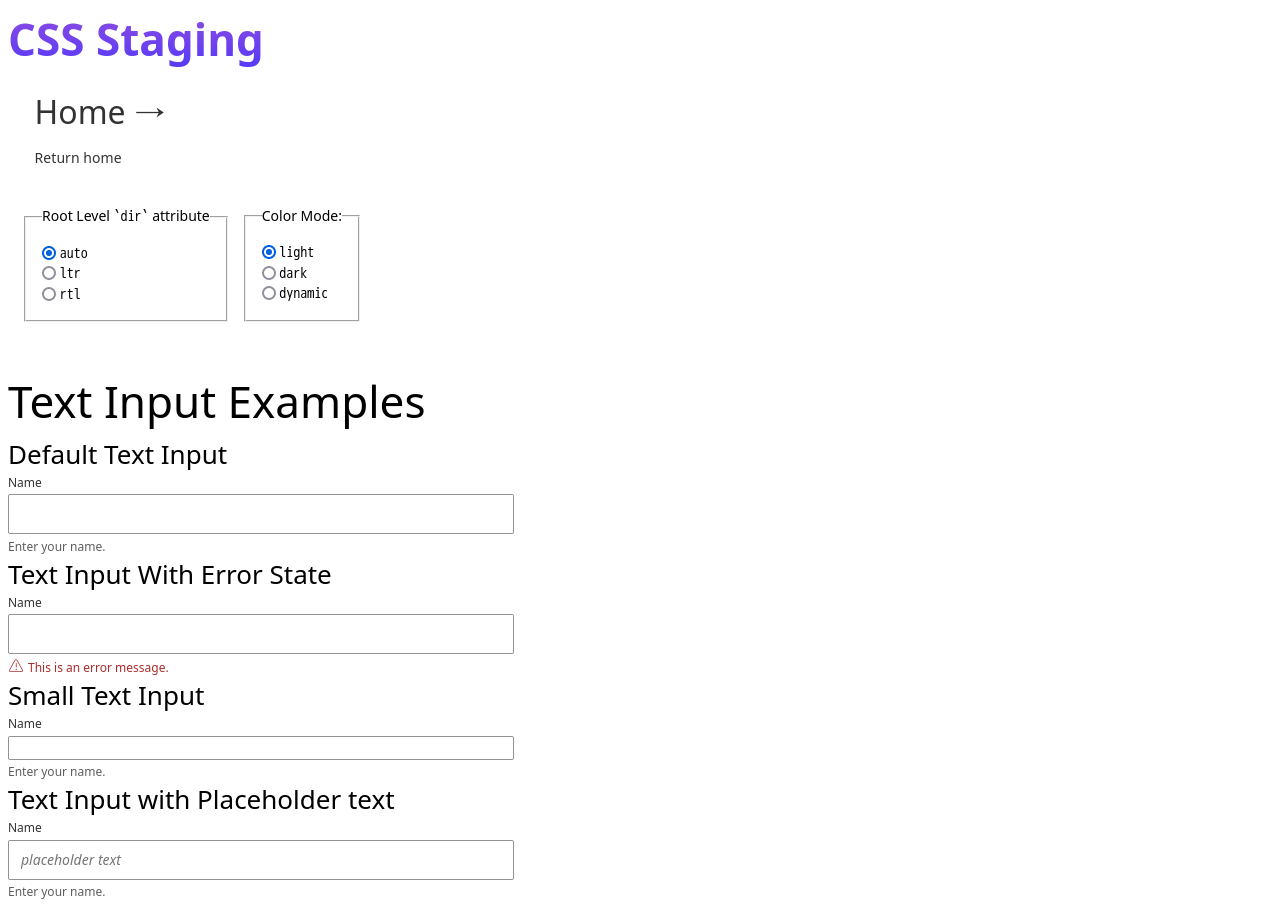 CSS Staging
Home →
Return home
Root Level `dir` attribute
auto
ltr
rtl
Color Mode:
light
dark
dynamic
Text Input Examples
Default Text Input
Name
Enter your name.
Text Input With Error State
Name
This is an error message.
Small Text Input
Name
Enter your name.
Text Input with Placeholder text
Name
placeholder text
Enter your name.